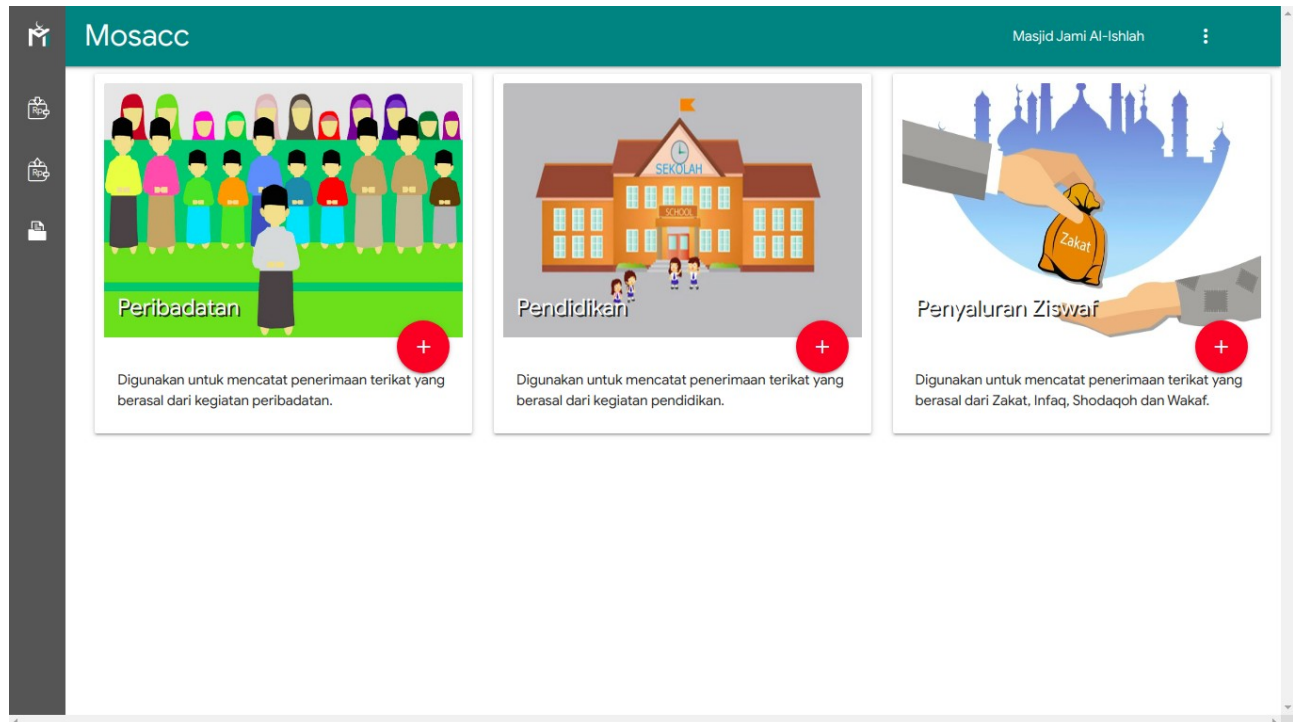 Mosacc
Masjid Jami Al-Ishlah
Rp
Rp
SEKOLAH
SCHOOL
Zakat
Peribadatan
Pendidikan
Penyaluran Ziswaf
+
+
+
Digunakan untuk mencatat penerimaan terikat yang
berasal dari kegiatan peribadatan.
Digunakan untuk mencatat penerimaan terikat yang
berasal dari kegiatan pendidikan.
Digunakan untuk mencatat penerimaan terikat yang
berasal dari Zakat, Infaq, Shodaqoh dan Wakaf.